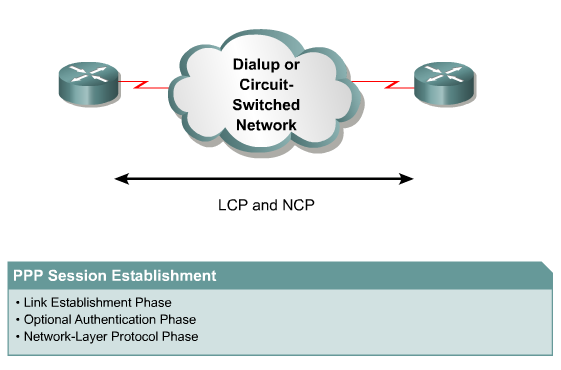 Dialup or
Circuit-
Switched
Network
LCP and NCP
PPP Session Establishment
• Link Establishment Phase
• Optional Authentication Phase
• Network-Layer Protocol Phase